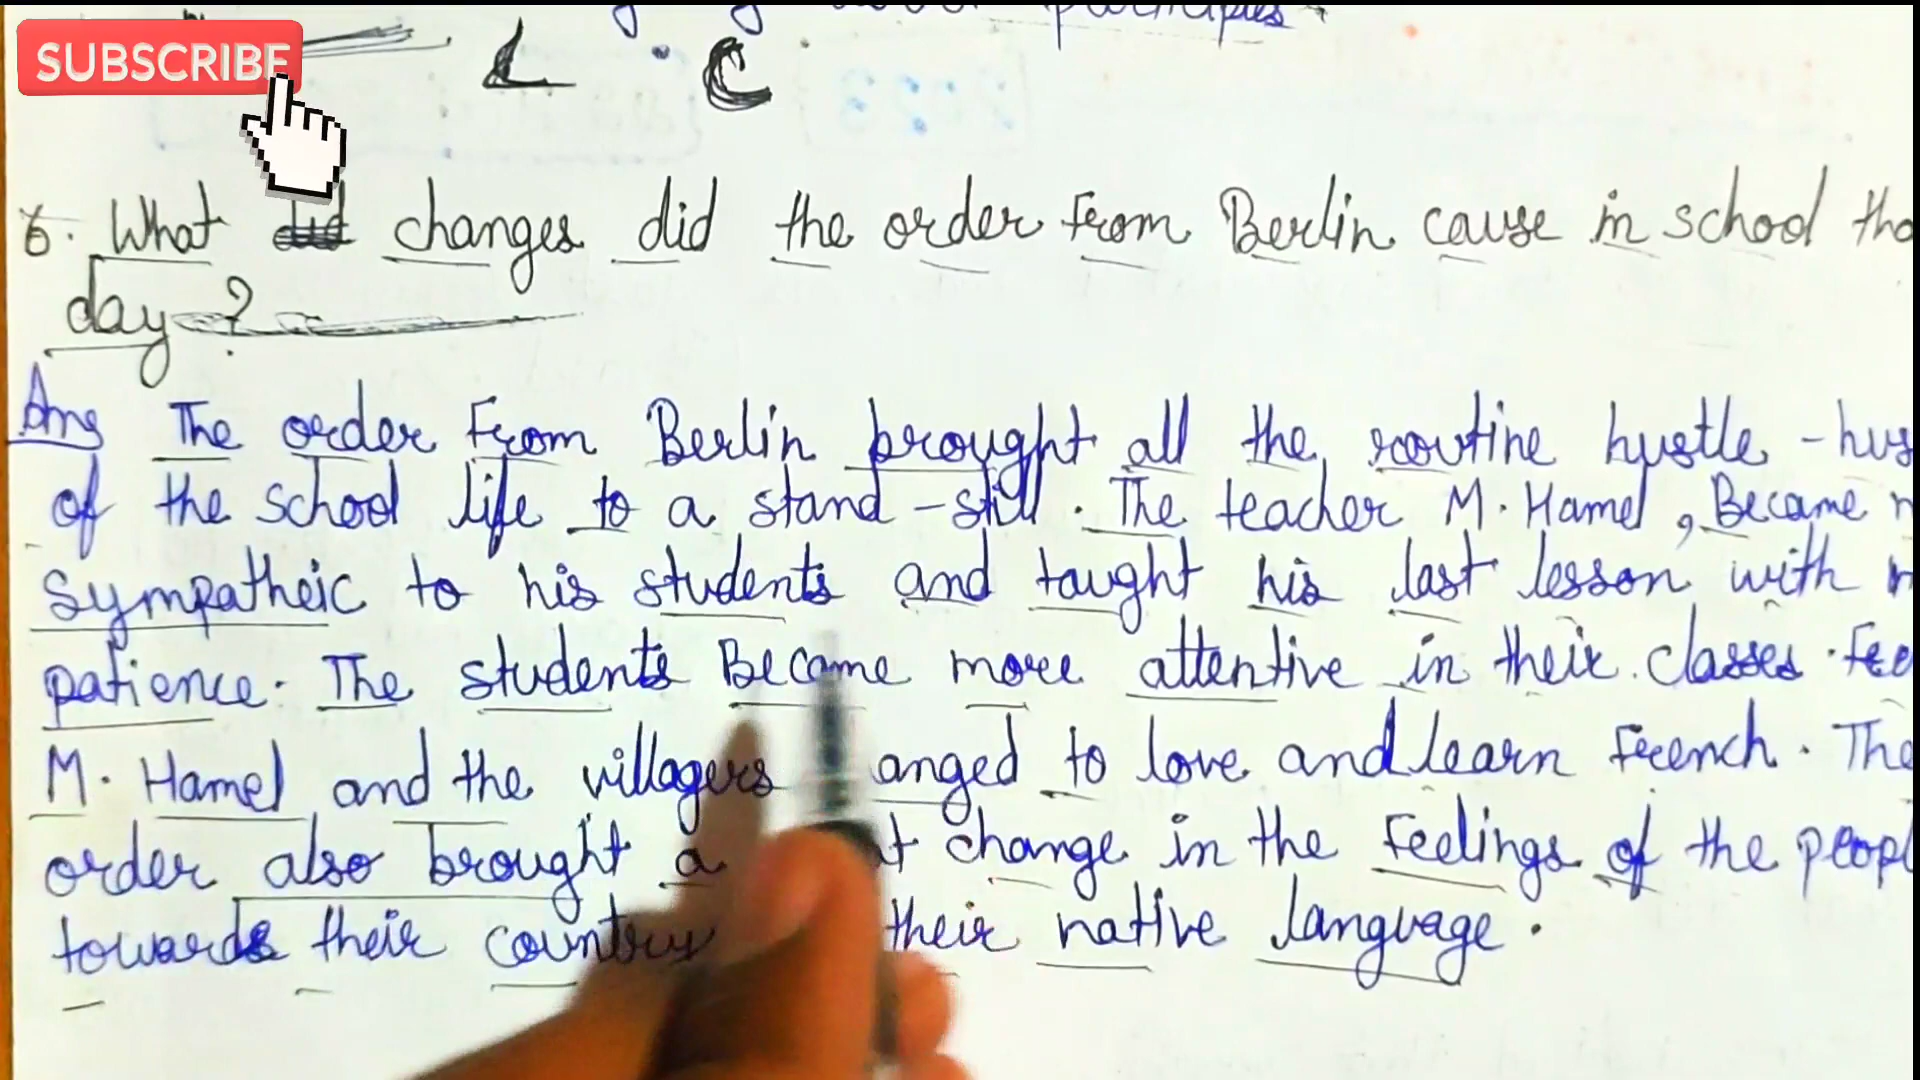 principles
SUBSCRIBE
L . C
6. What did changes did the order From Berlin cause in school
day ?
Ans The order From Berlin brought all the routine hustle -
of the school life to a stand - still . The teacher M. Hamel , Became
sympatheic to his students and taught his last lesson with
patience. The students Became more attentive in their classes .
M. Hamel and the villagers anged to love and learn French . The
order also brought a change in the Feelings of the
towards their country their native language .